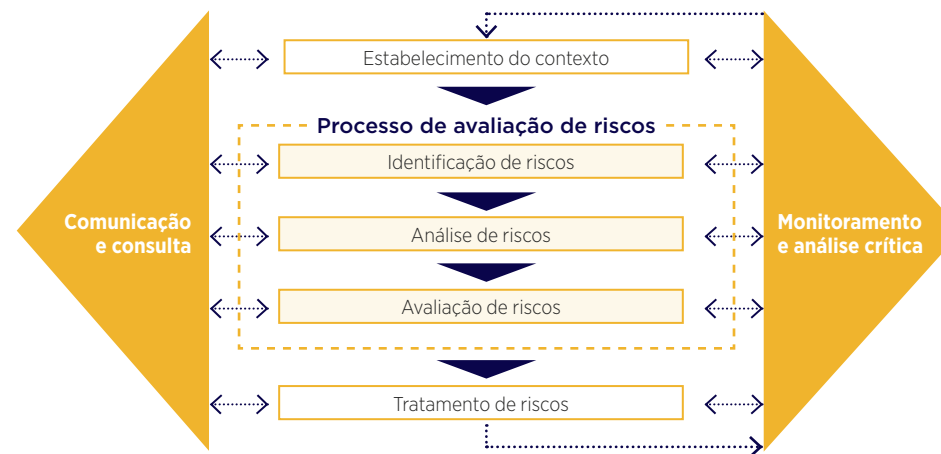 Estabelecimento do contexto
Processo de avaliação de riscos
Identificação de riscos
Comunicação
e consulta
Análise de riscos
Monitoramento
e análise crítica
Avaliação de riscos
Tratamento de riscos